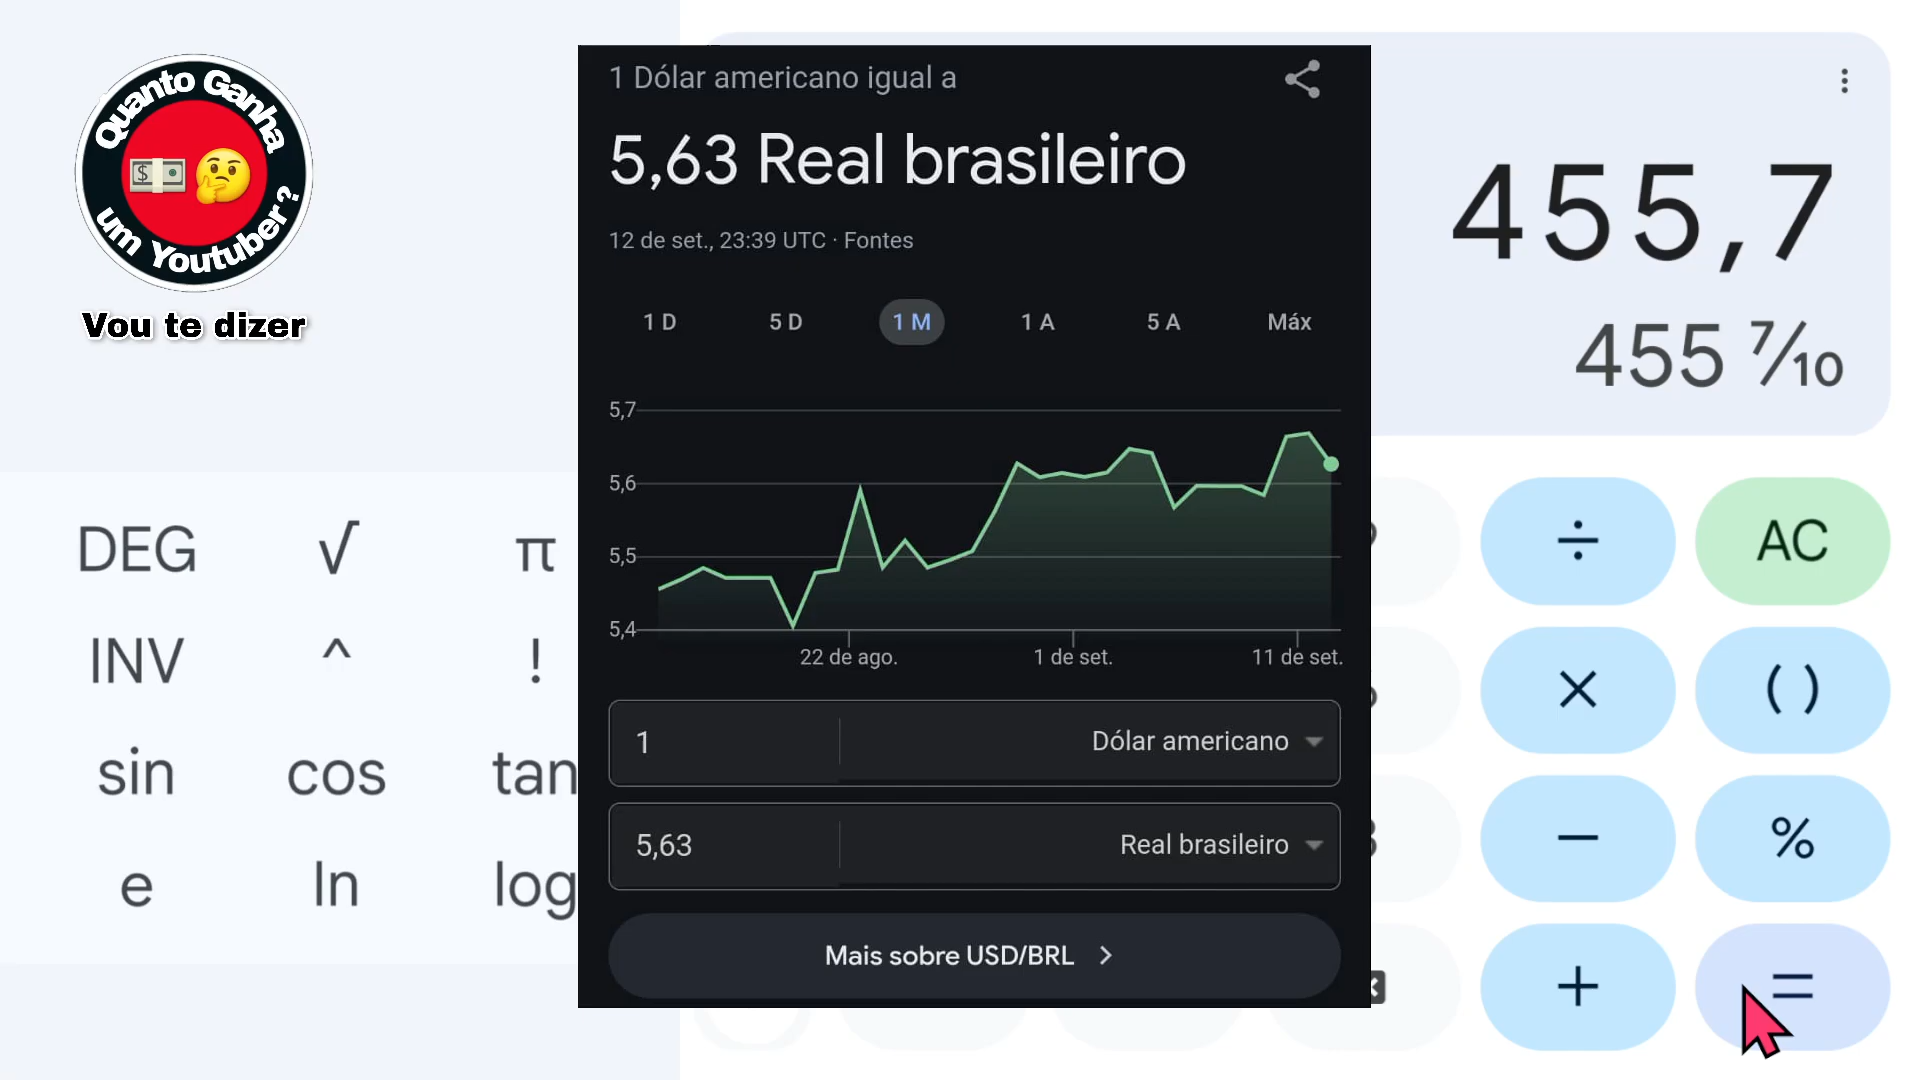 Quanto Ganha
um Youtuber?
Vou te dizer
1 Dólar americano igual a
5,63 Real brasileiro
12 de set., 23:39 UTC · Fontes
1 D 5 D 1 M 1 A 5 A Máx
5,7
5,6
5,5
5,4
22 de ago. 1 de set. 11 de set.
1 Dólar americano
5,63 Real brasileiro
Mais sobre USD/BRL
455,7
455 7/10
DEG √ π
INV ^ !
sin cos tan
e ln log
÷ AC
× ( )
− %
+ =